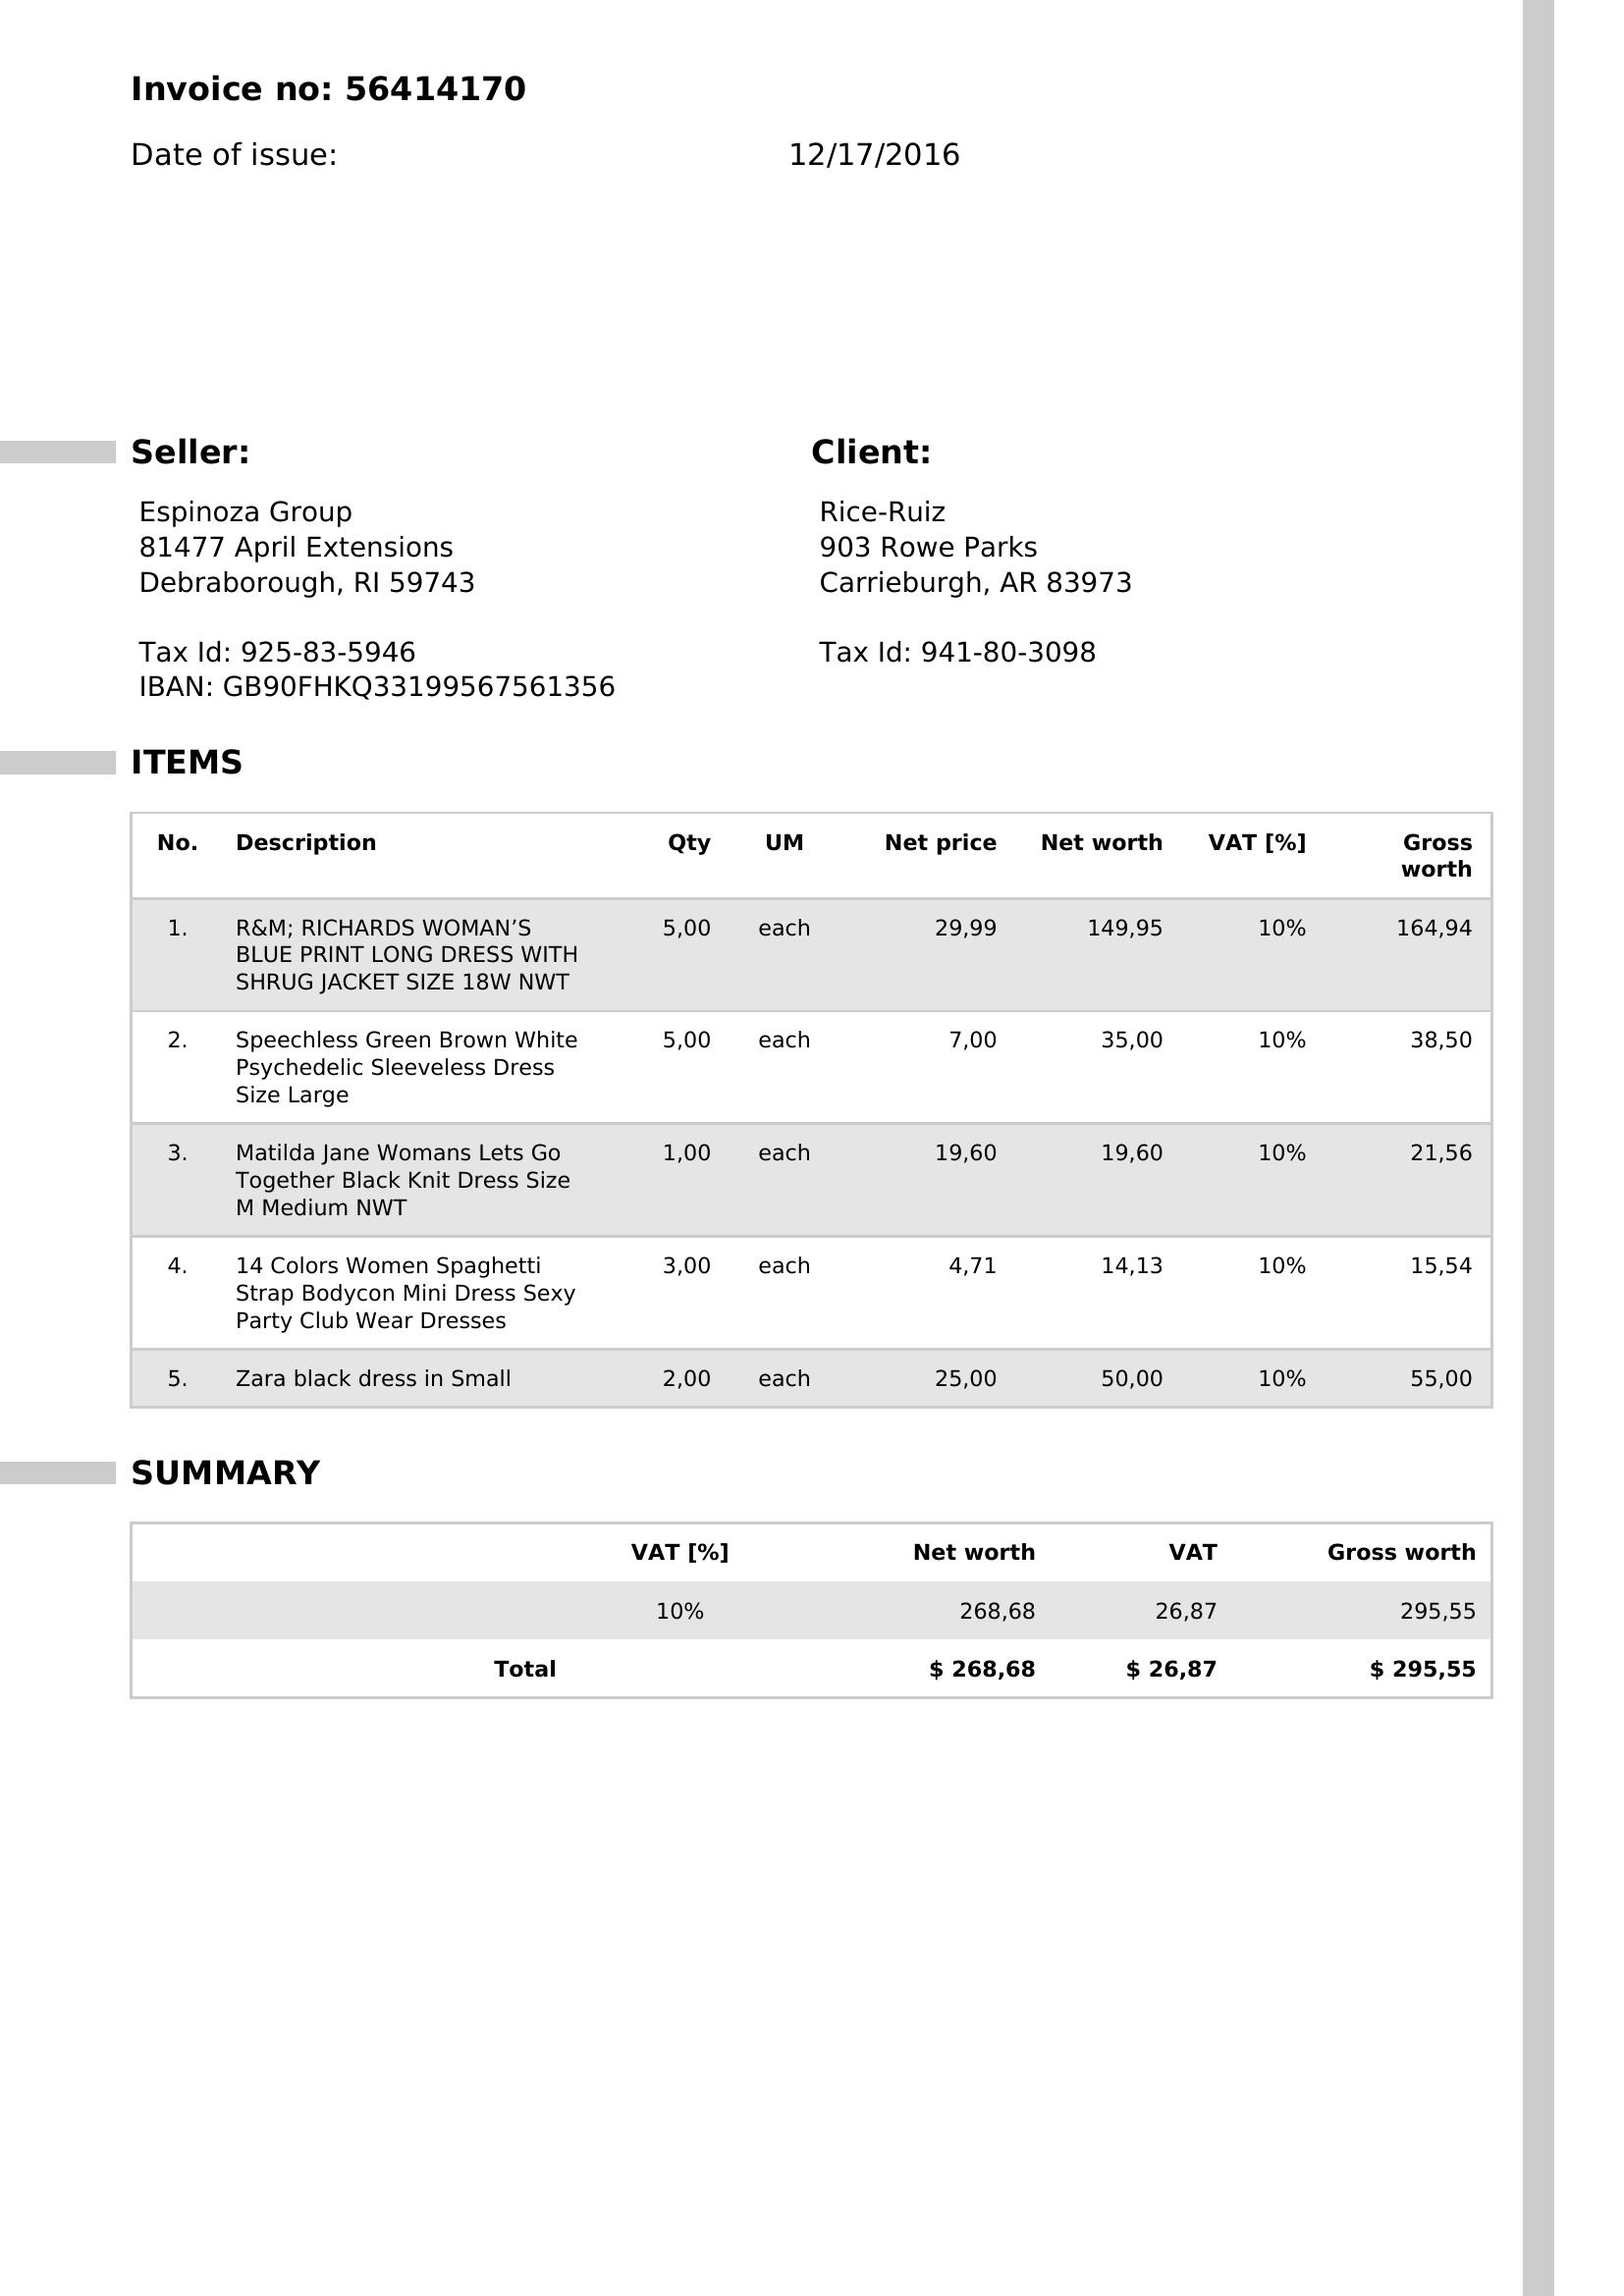 Invoice no: 56414170
Date of issue: 12/17/2016
Seller:
Espinoza Group
81477 April Extensions
Debraborough, RI 59743
Tax Id: 925-83-5946
IBAN: GB90FHKQ33199567561356
Client:
Rice-Ruiz
903 Rowe Parks
Carrieburgh, AR 83973
Tax Id: 941-80-3098
ITEMS
No. Description Qty UM Net price Net worth VAT [%] Gross
worth
1. R&M; RICHARDS WOMAN’S 5,00 each 29,99 149,95 10% 164,94
BLUE PRINT LONG DRESS WITH
SHRUG JACKET SIZE 18W NWT
2. Speechless Green Brown White 5,00 each 7,00 35,00 10% 38,50
Psychedelic Sleeveless Dress
Size Large
3. Matilda Jane Womans Lets Go 1,00 each 19,60 19,60 10% 21,56
Together Black Knit Dress Size
M Medium NWT
4. 14 Colors Women Spaghetti 3,00 each 4,71 14,13 10% 15,54
Strap Bodycon Mini Dress Sexy
Party Club Wear Dresses
5. Zara black dress in Small 2,00 each 25,00 50,00 10% 55,00
SUMMARY
VAT [%] Net worth VAT Gross worth
10% 268,68 26,87 295,55
Total $ 268,68 $ 26,87 $ 295,55